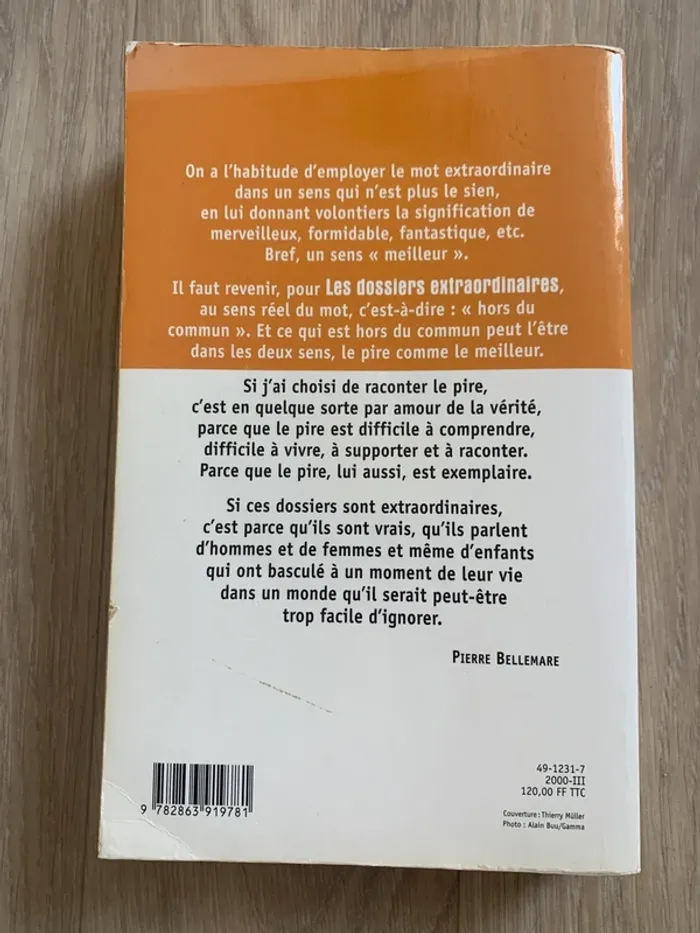 On a l'habitude d'employer le mot extraordinaire
dans un sens qui n'est plus le sien,
en lui donnant volontiers la signification de
merveilleux, formidable, fantastique, etc.
Bref, un sens « meilleur ».
Il faut revenir, pour Les dossiers extraordinaires,
au sens réel du mot, c'est-à-dire : « hors du
commun ». Et ce qui est hors du commun peut l'être
dans les deux sens, le pire comme le meilleur.
Si j'ai choisi de raconter le pire,
c'est en quelque sorte par amour de la vérité,
parce que le pire est difficile à comprendre,
difficile à vivre, à supporter et à raconter.
Parce que le pire, lui aussi, est exemplaire.
Si ces dossiers sont extraordinaires,
c'est parce qu'ils sont vrais, qu'ils parlent
d'hommes et de femmes et même d'enfants
qui ont basculé à un moment de leur vie
dans un monde qu'il serait peut-être
trop facile d'ignorer.
PIERRE BELLEMARE
49-1231-7
2000-III
120,00 FF TTC
Couverture : Thierry Müller
Photo : Alain Buu/Gamma
9 782863 919781